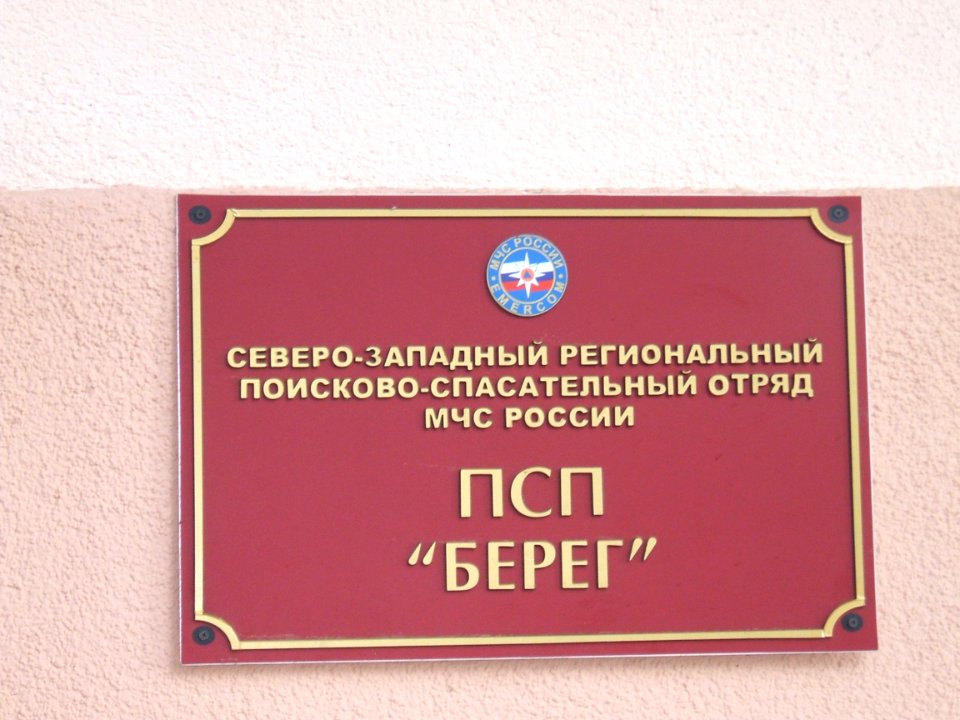 МЧС РОССИИ
EMERCOM
СЕВЕРО-ЗАПАДНЫЙ РЕГИОНАЛЬНЫЙ
ПОИСКОВО-СПАСАТЕЛЬНЫЙ ОТРЯД
МЧС РОССИИ
ПСП
“БЕРЕГ”